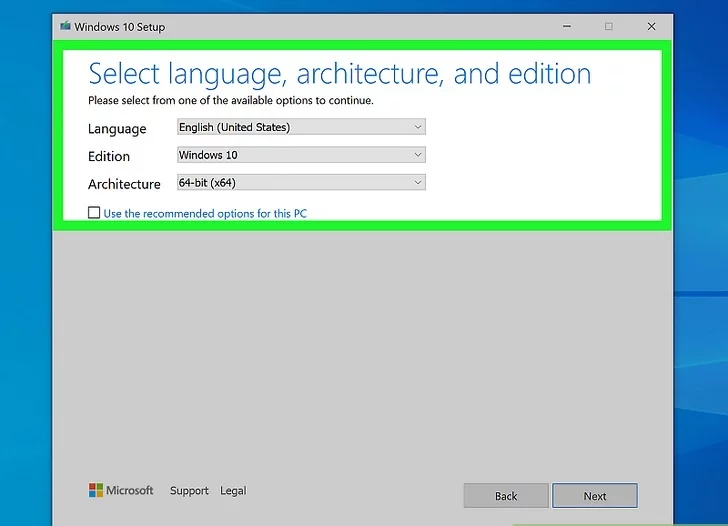 Windows 10 Setup
Select language, architecture, and edition
Please select from one of the available options to continue.
Language English (United States)
Edition Windows 10
Architecture 64-bit (x64)
Use the recommended options for this PC
Microsoft Support Legal Back Next